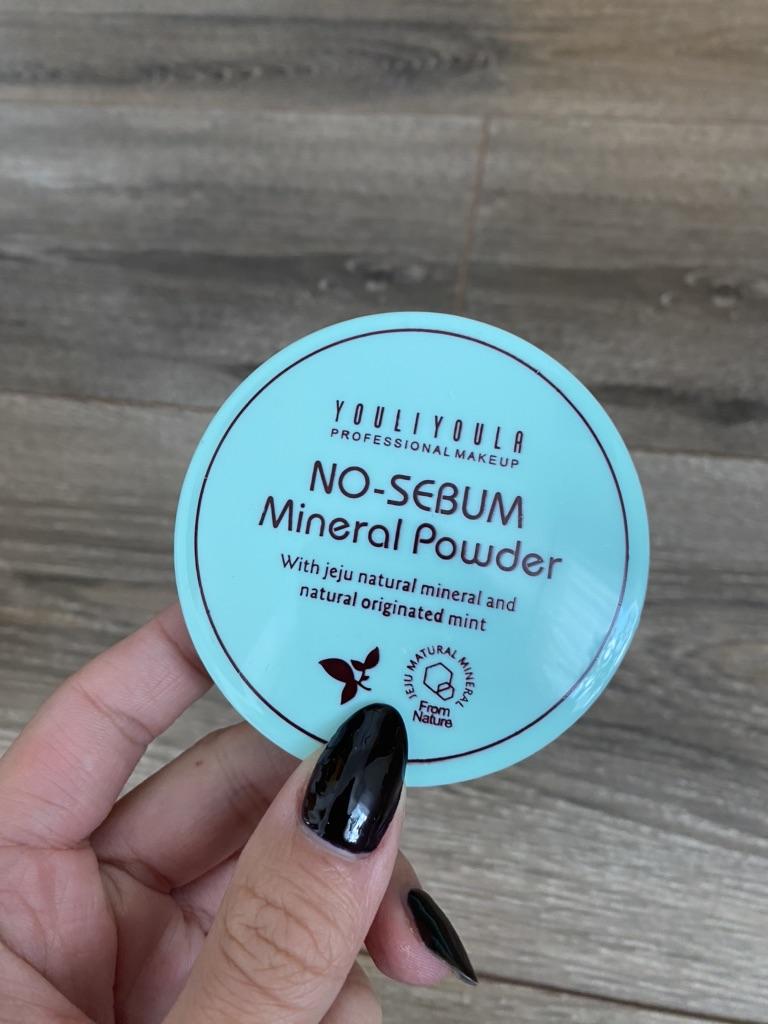 YOULIYOULA
PROFESSIONAL MAKEUP
NO-SEBUM
Mineral Powder
With jeju natural mineral and
natural originated mint
JEJU MATURAL MINERAL
From
Nature